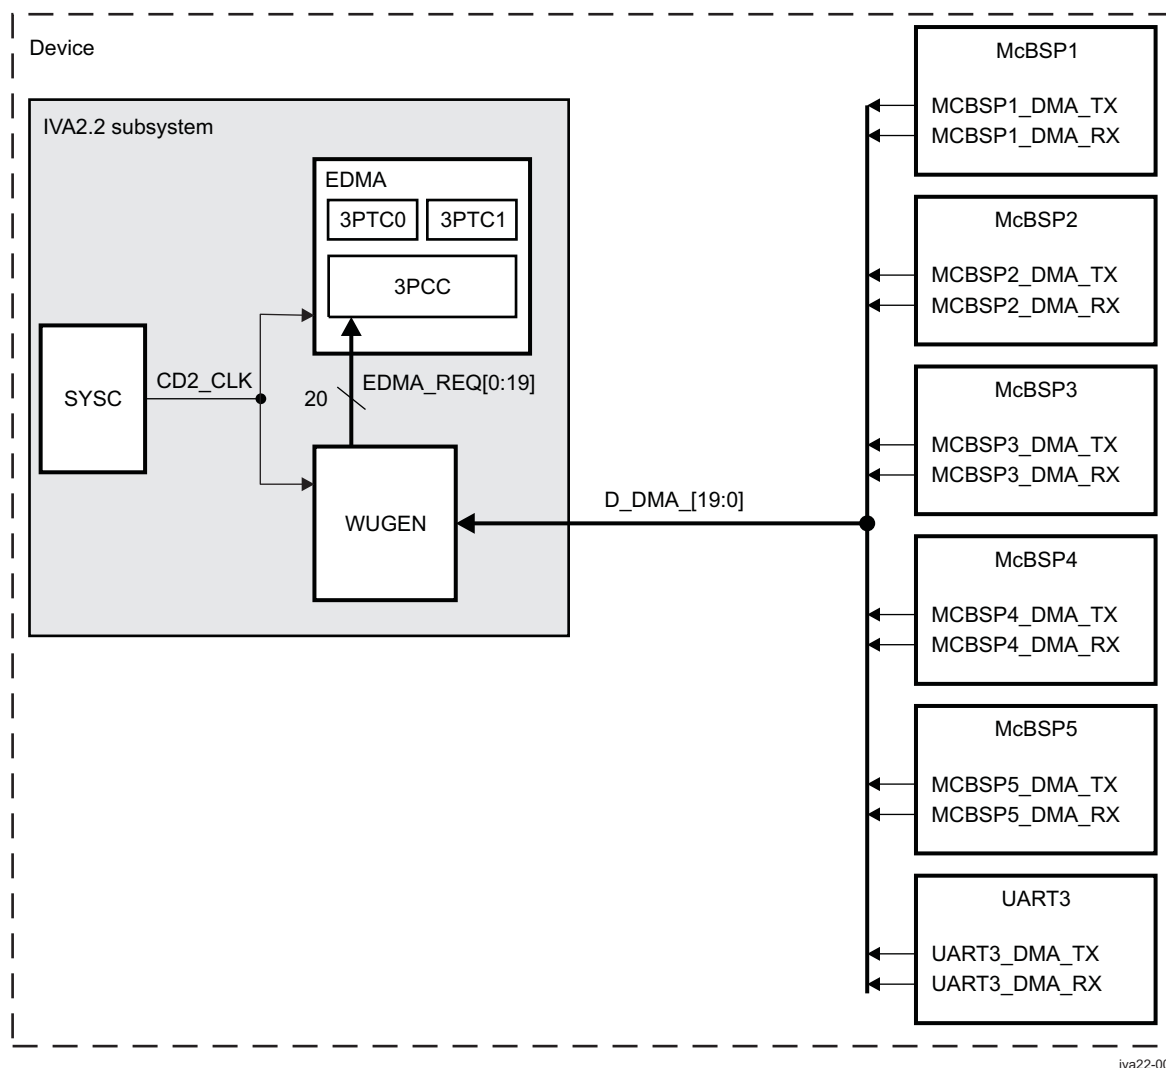 Device
IVA2.2 subsystem
EDMA
3PTC0
3PTC1
3PCC
SYSC
CD2_CLK
20
EDMA_REQ[0:19]
WUGEN
D_DMA_[19:0]
McBSP1
MCBSP1_DMA_TX
MCBSP1_DMA_RX
McBSP2
MCBSP2_DMA_TX
MCBSP2_DMA_RX
McBSP3
MCBSP3_DMA_TX
MCBSP3_DMA_RX
McBSP4
MCBSP4_DMA_TX
MCBSP4_DMA_RX
McBSP5
MCBSP5_DMA_TX
MCBSP5_DMA_RX
UART3
UART3_DMA_TX
UART3_DMA_RX